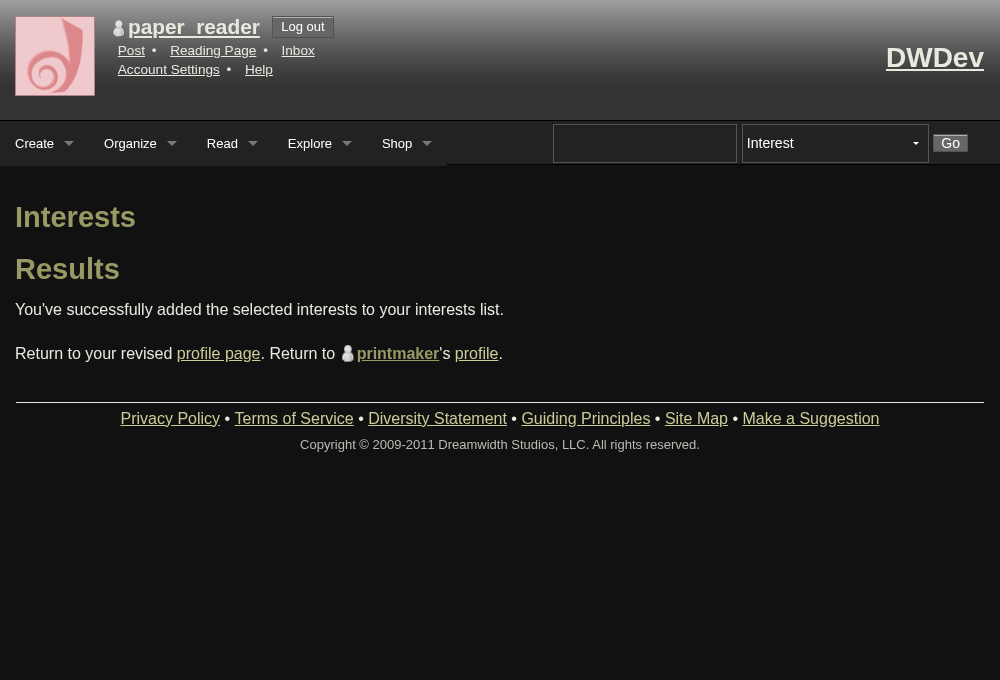 paper_reader Log out
Post • Reading Page • Inbox
Account Settings • Help
DWDev
Create Organize Read Explore Shop Interest Go
Interests
Results
You've successfully added the selected interests to your interests list.
Return to your revised profile page. Return to printmaker's profile.
Privacy Policy • Terms of Service • Diversity Statement • Guiding Principles • Site Map • Make a Suggestion
Copyright © 2009-2011 Dreamwidth Studios, LLC. All rights reserved.